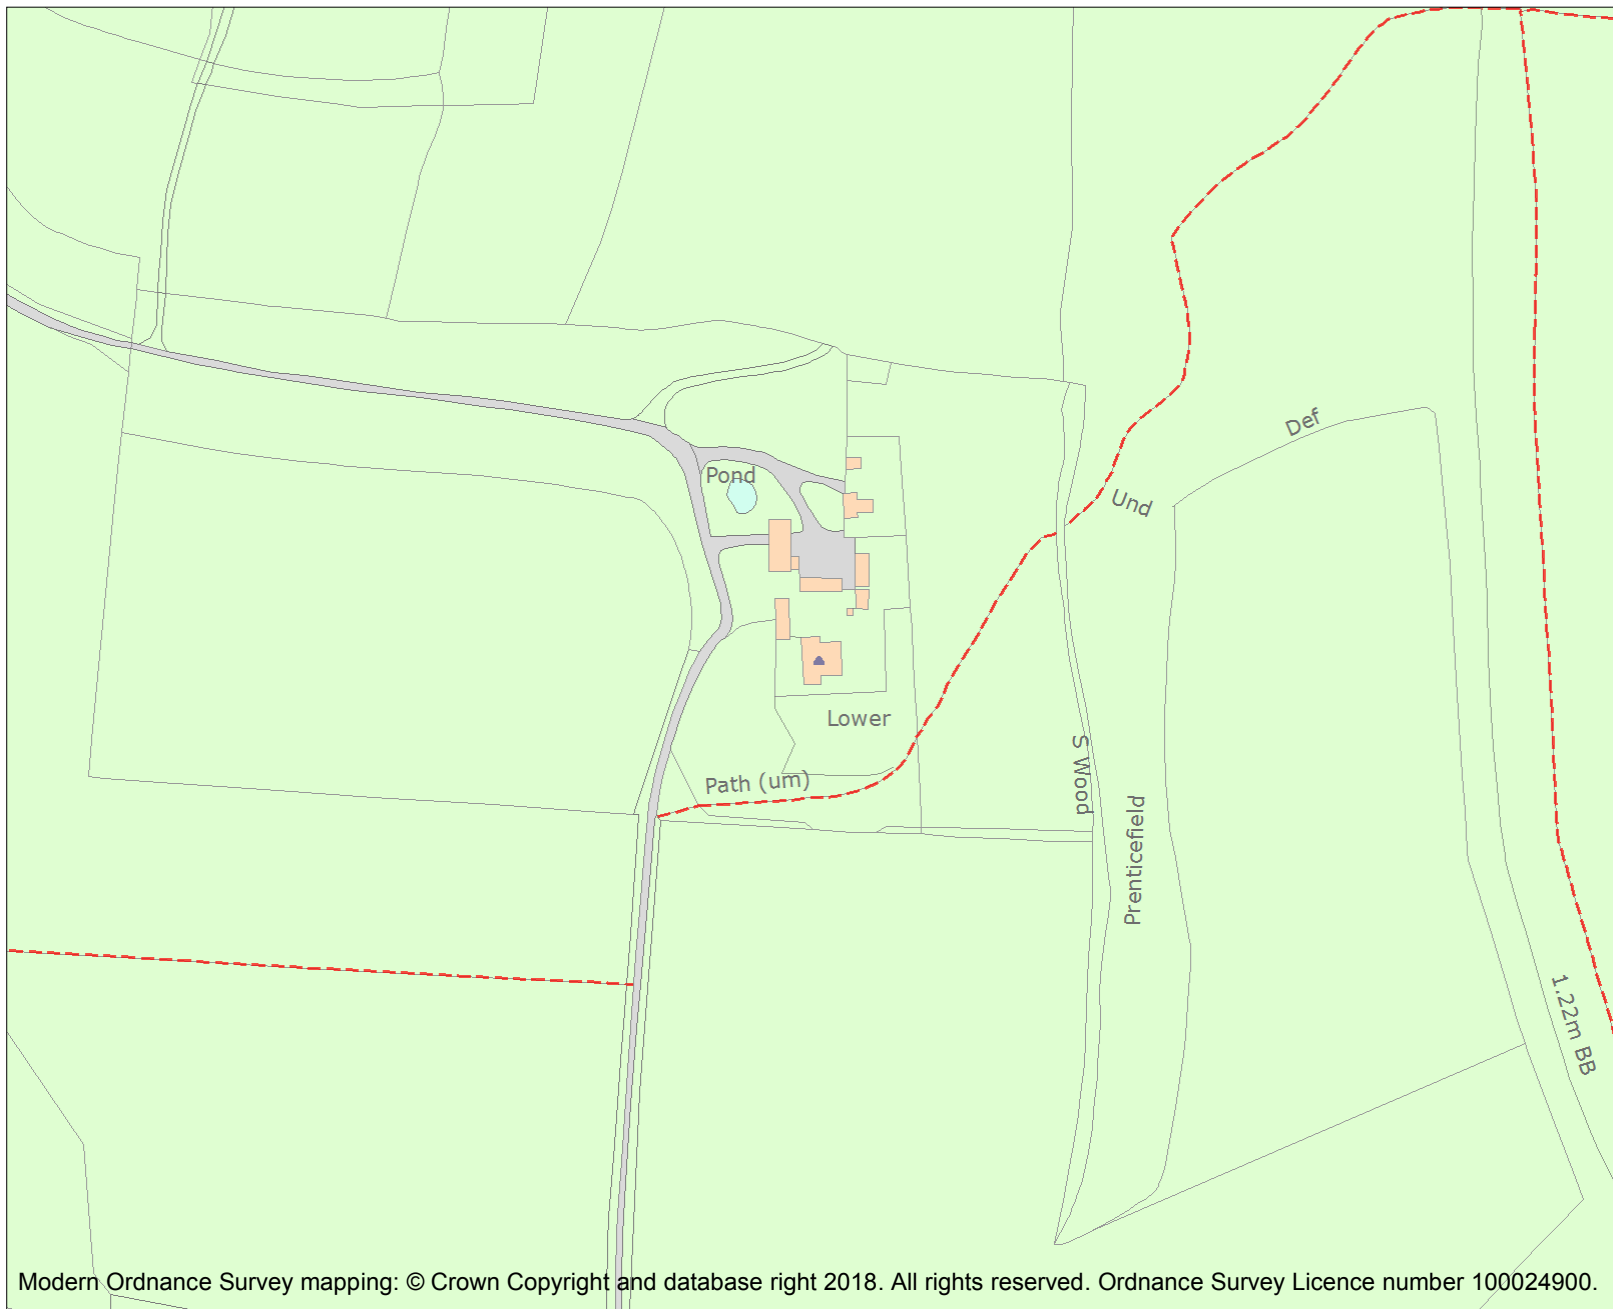 Def
Pond
Und
Lower
S Wood
Path (um)
Prenticefield
1.22m BB
Modern Ordnance Survey mapping: © Crown Copyright and database right 2018. All rights reserved. Ordnance Survey Licence number 100024900.